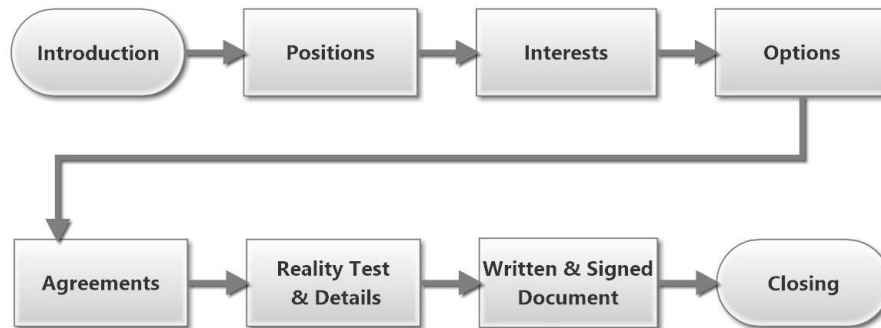 Introduction
Positions
Interests
Options
Agreements
Reality Test
& Details
Written & Signed
Document
Closing